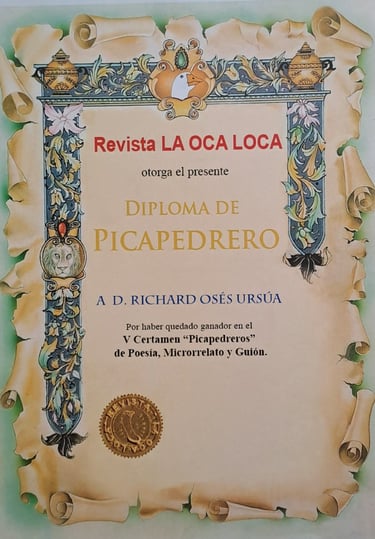 Revista LA OCA LOCA
otorga el presente
DIPLOMA DE
PICAPEDRERO
A D. RICHARD OSÉS URSÚA
Por haber quedado ganador en el
V Certamen “Picapedreros”
de Poesía, Microrrelato y Guión.